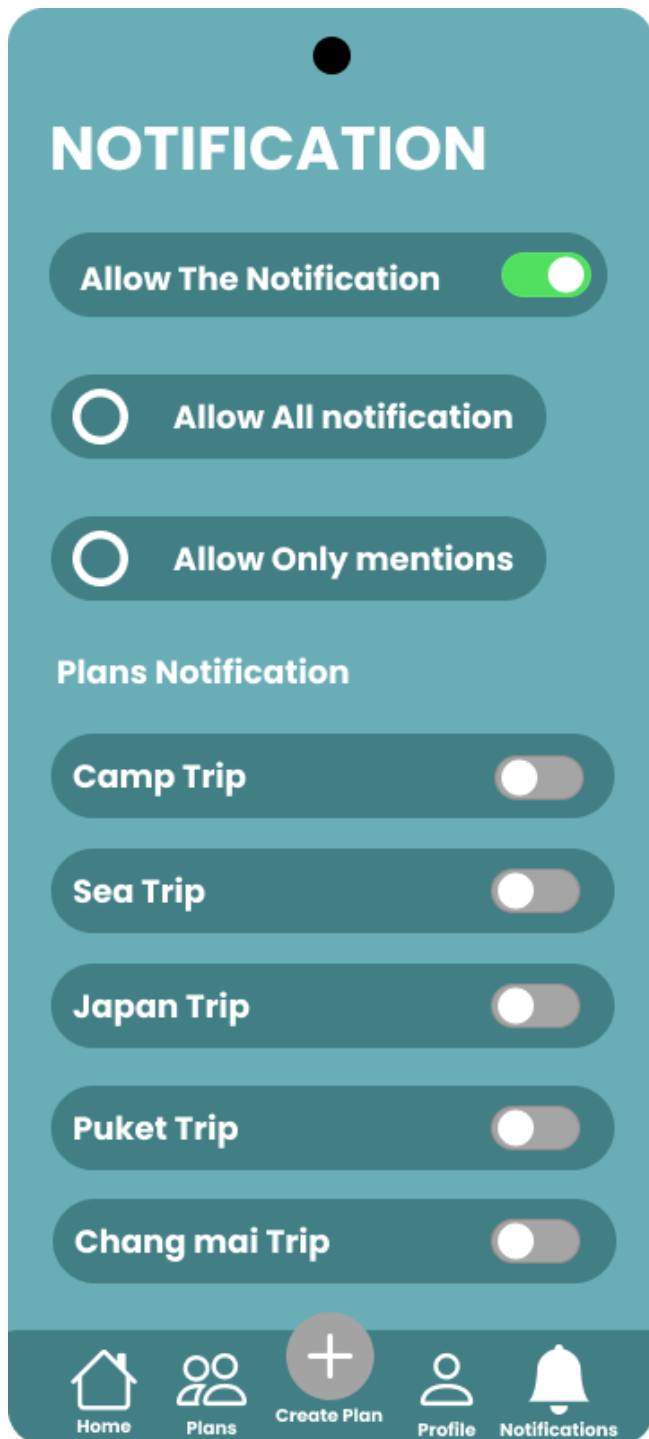 NOTIFICATION
Allow The Notification
Allow All notification
Allow Only mentions
Plans Notification
Camp Trip
Sea Trip
Japan Trip
Puket Trip
Chang mai Trip
Home
Plans
Create Plan
Profile
Notifications